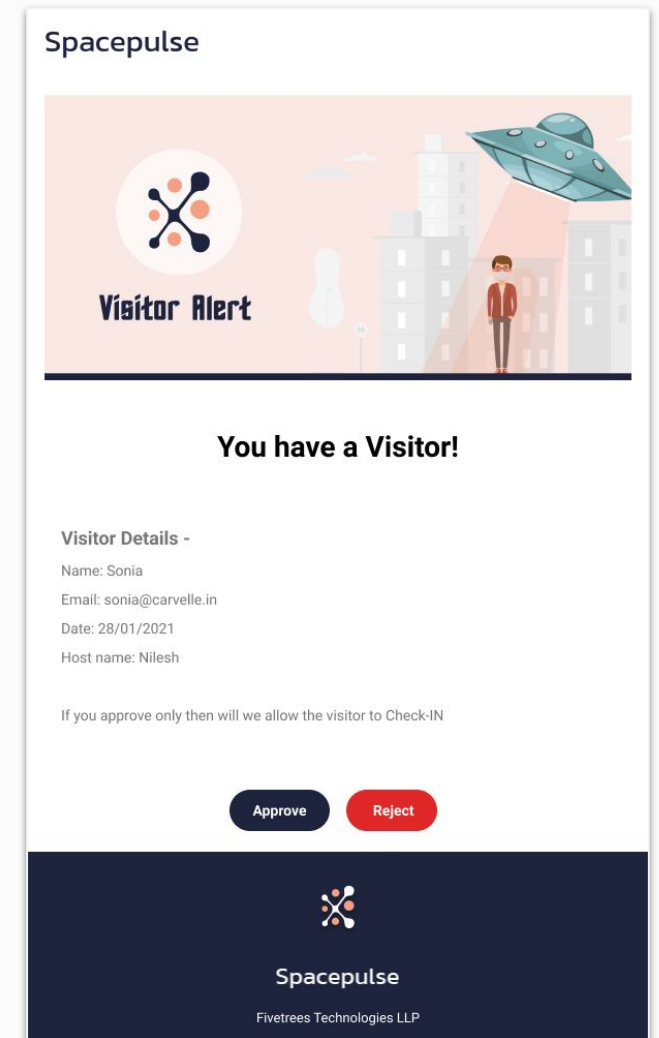 Spacepulse
Visitor Alert
You have a Visitor!
Visitor Details -
Name: Sonia
Email: sonia@carvelle.in
Date: 28/01/2021
Host name: Nilesh
If you approve only then will we allow the visitor to Check-IN
Approve
Reject
Spacepulse
Fivetrees Technologies LLP